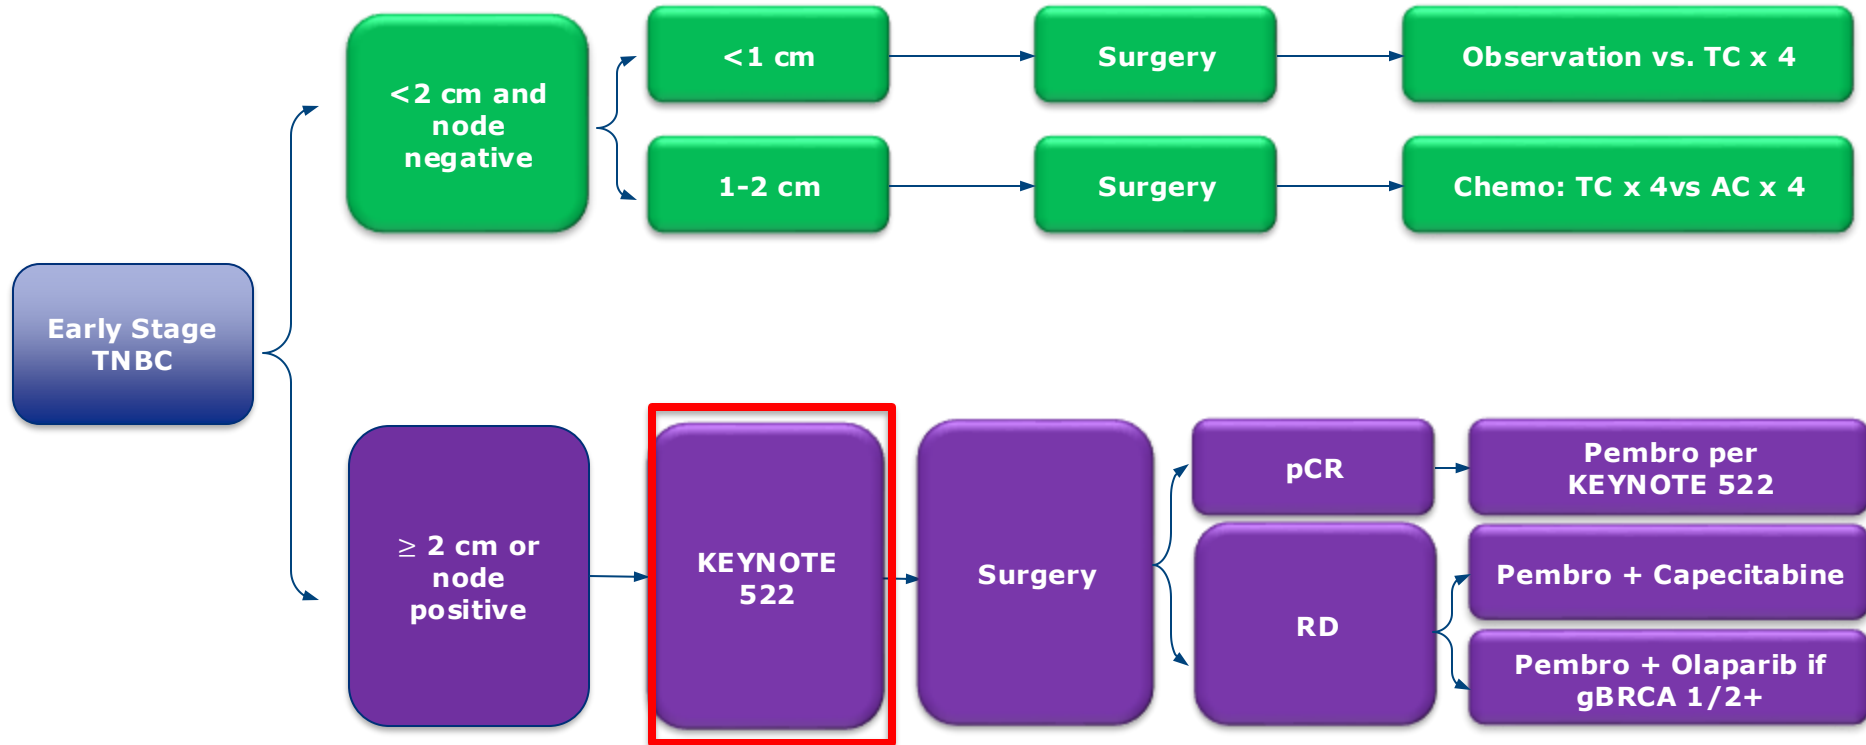 Early Stage
TNBC
<2 cm and
node
negative
<1 cm
Surgery
Observation vs. TC x 4
1-2 cm
Surgery
Chemo: TC x 4vs AC x 4
≥ 2 cm or
node
positive
KEYNOTE
522
Surgery
pCR
Pembro per
KEYNOTE 522
RD
Pembro + Capecitabine
Pembro + Olaparib if
gBRCA 1/2+